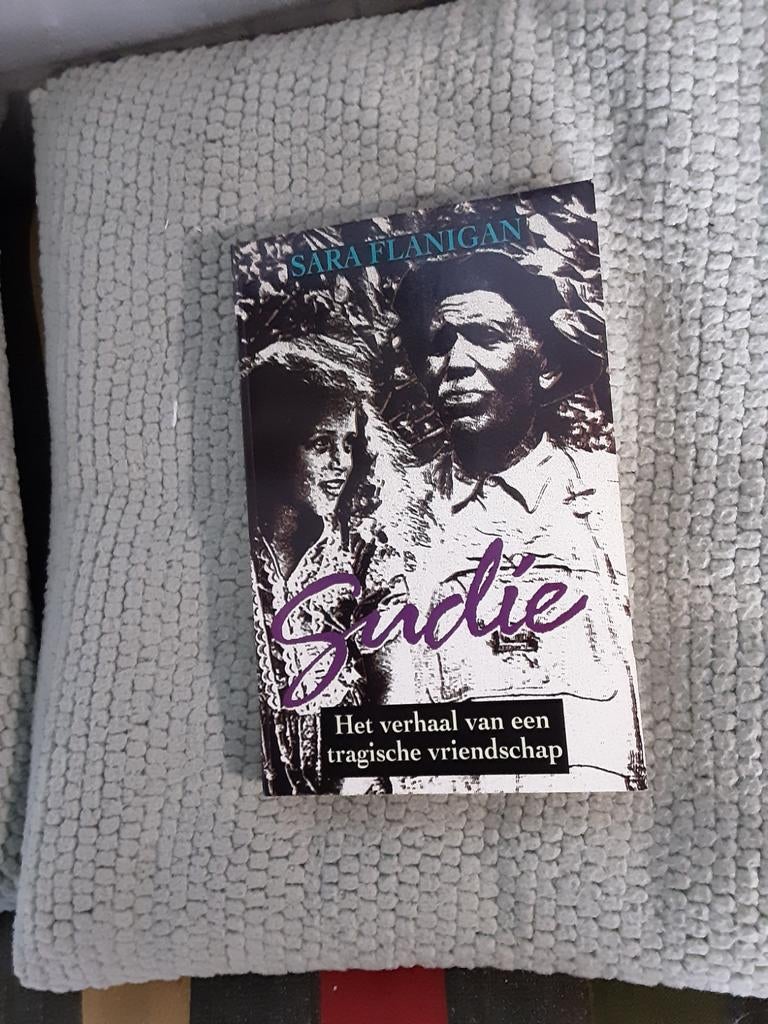 SARA FLANIGAN
Sudie
Het verhaal van een
tragische vriendschap